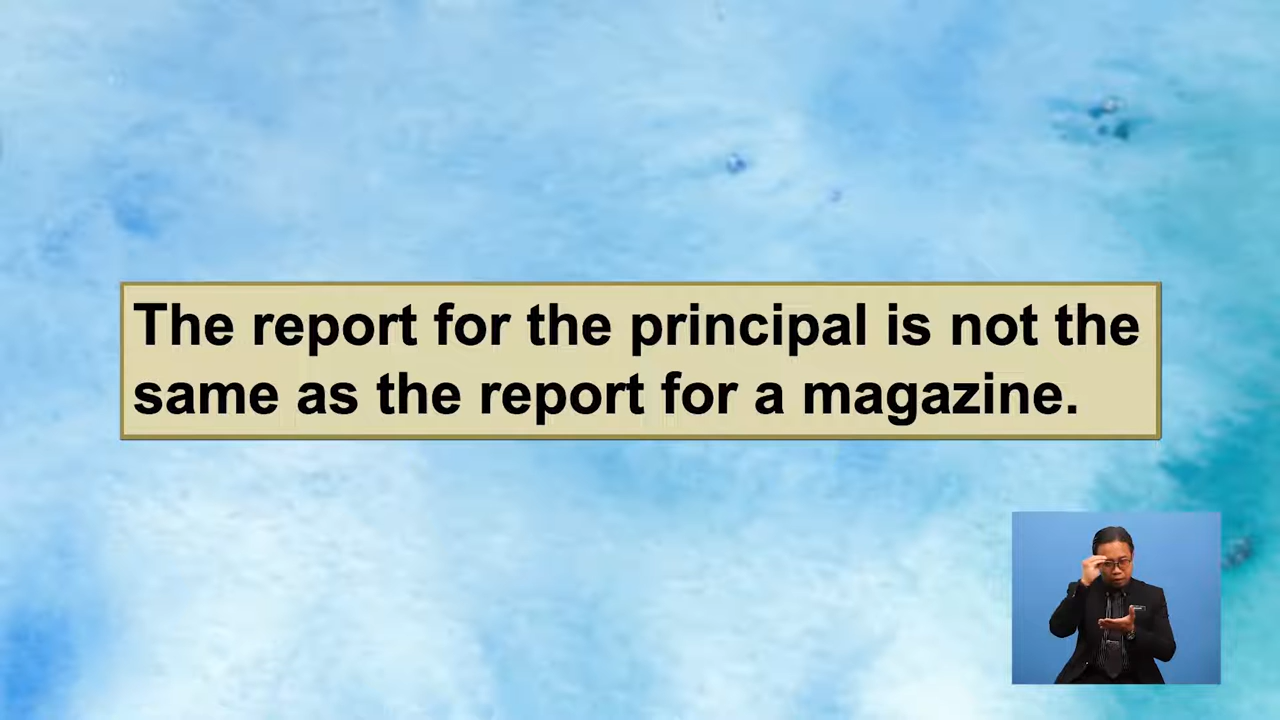 The report for the principal is not the
same as the report for a magazine.